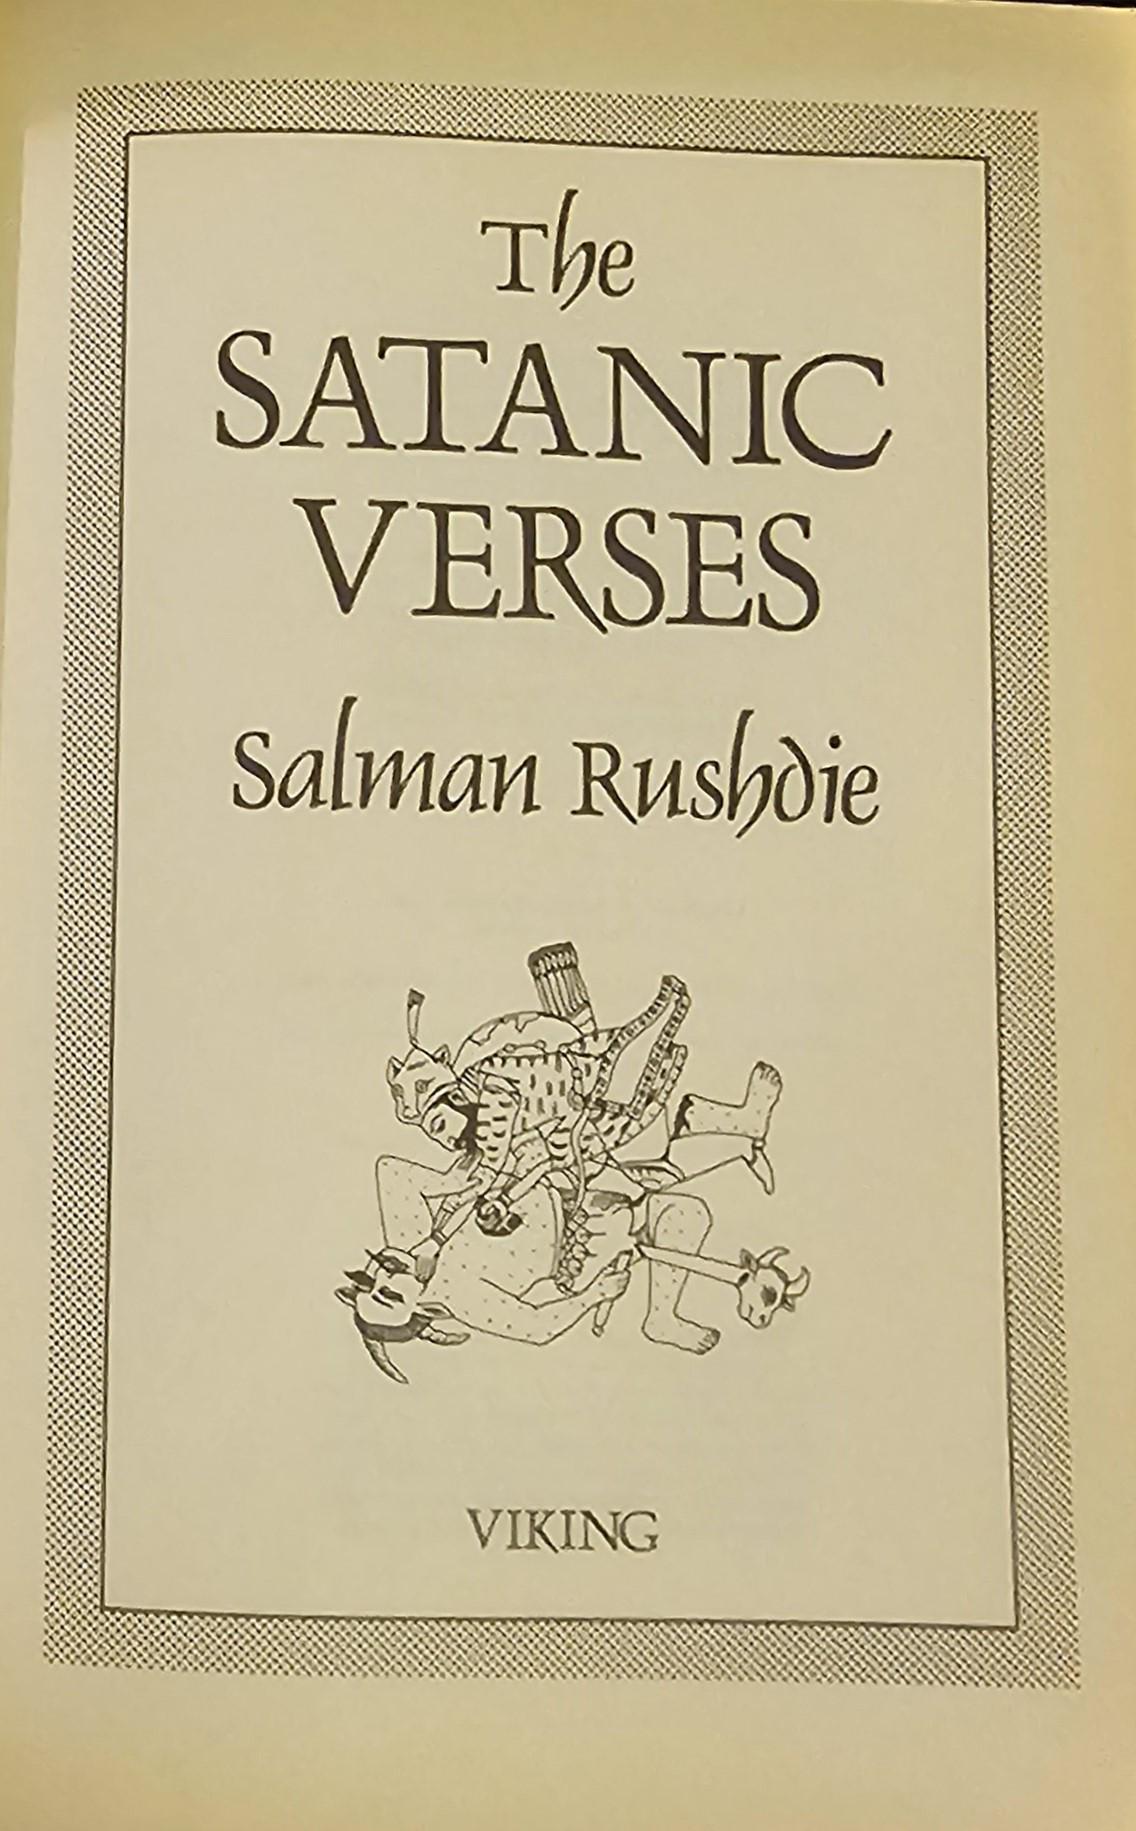 The
SATANIC
VERSES
Salman Rushdie
VIKING